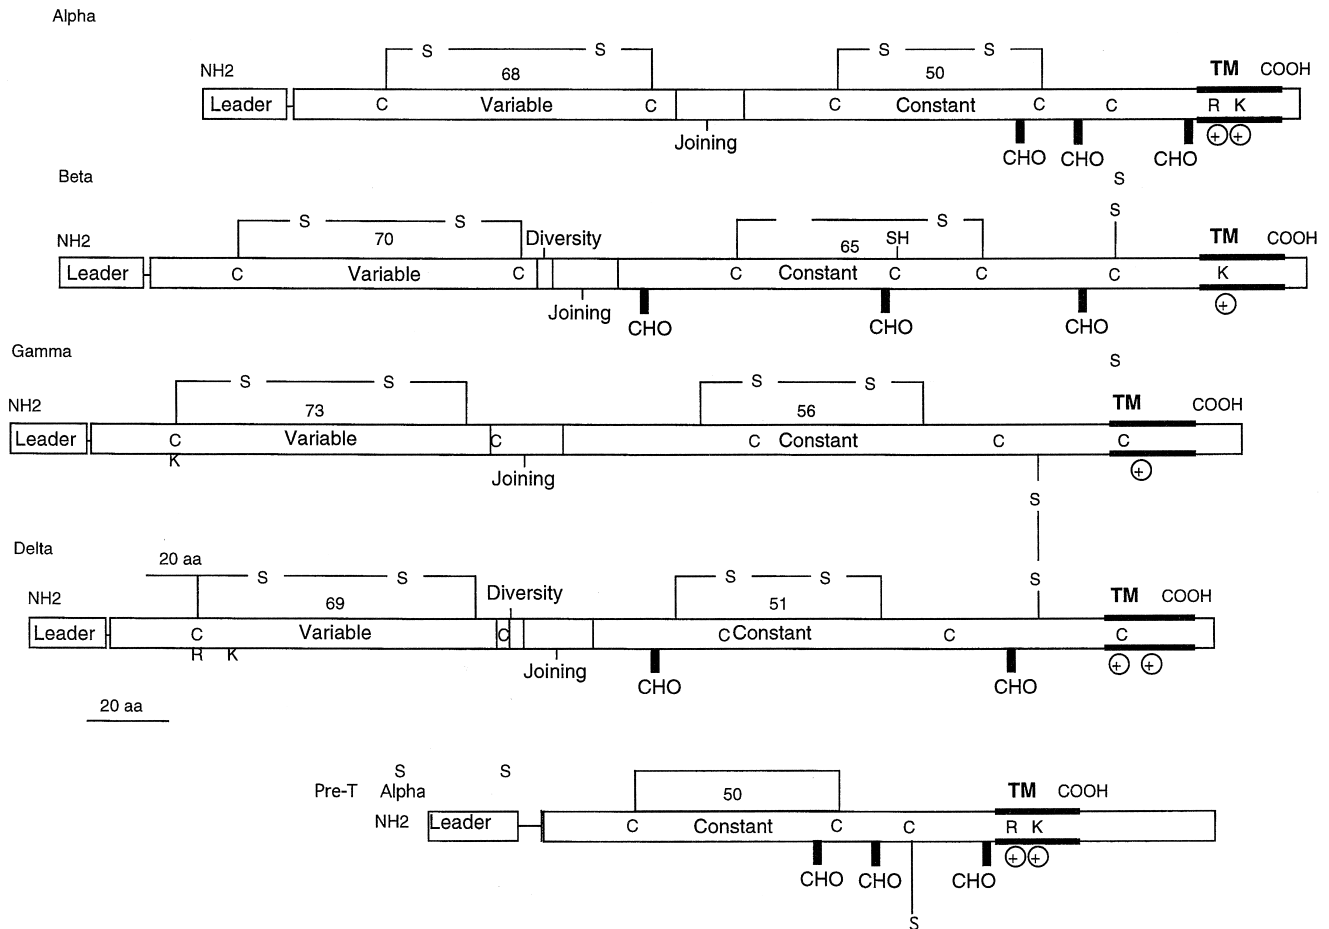 Alpha
S S S S
NH2 68 50 TM COOH
Leader C Variable C C Constant C C R K
+ +
Joining CHO CHO CHO
Beta S
S S S S
NH2 70 Diversity 65 SH TM COOH
Leader C Variable C C Constant C C C K
+
Joining CHO CHO CHO
Gamma S
S S S S
NH2 73 56 TM COOH
Leader C Variable C C Constant C C
K +
Joining
S
Delta
20 aa S S S S S
NH2 69 Diversity 51 TM COOH
Leader C Variable C C Constant C C
R K + +
Joining CHO CHO
20 aa
S S
Pre-T Alpha 50 TM COOH
NH2 Leader C Constant C C R K
+ +
CHO CHO CHO
S